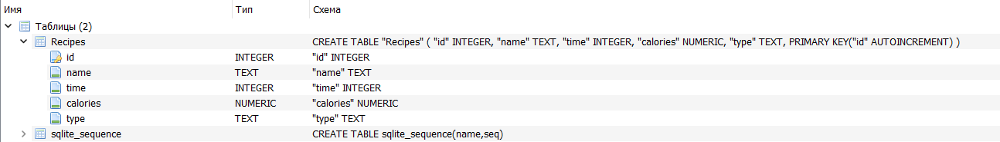 Имя Тип Схема
Таблицы (2)
Recipes CREATE TABLE "Recipes" ( "id" INTEGER, "name" TEXT, "time" INTEGER, "calories" NUMERIC, "type" TEXT, PRIMARY KEY("id" AUTOINCREMENT) )
id INTEGER "id" INTEGER
name TEXT "name" TEXT
time INTEGER "time" INTEGER
calories NUMERIC "calories" NUMERIC
type TEXT "type" TEXT
sqlite_sequence CREATE TABLE sqlite_sequence(name,seq)